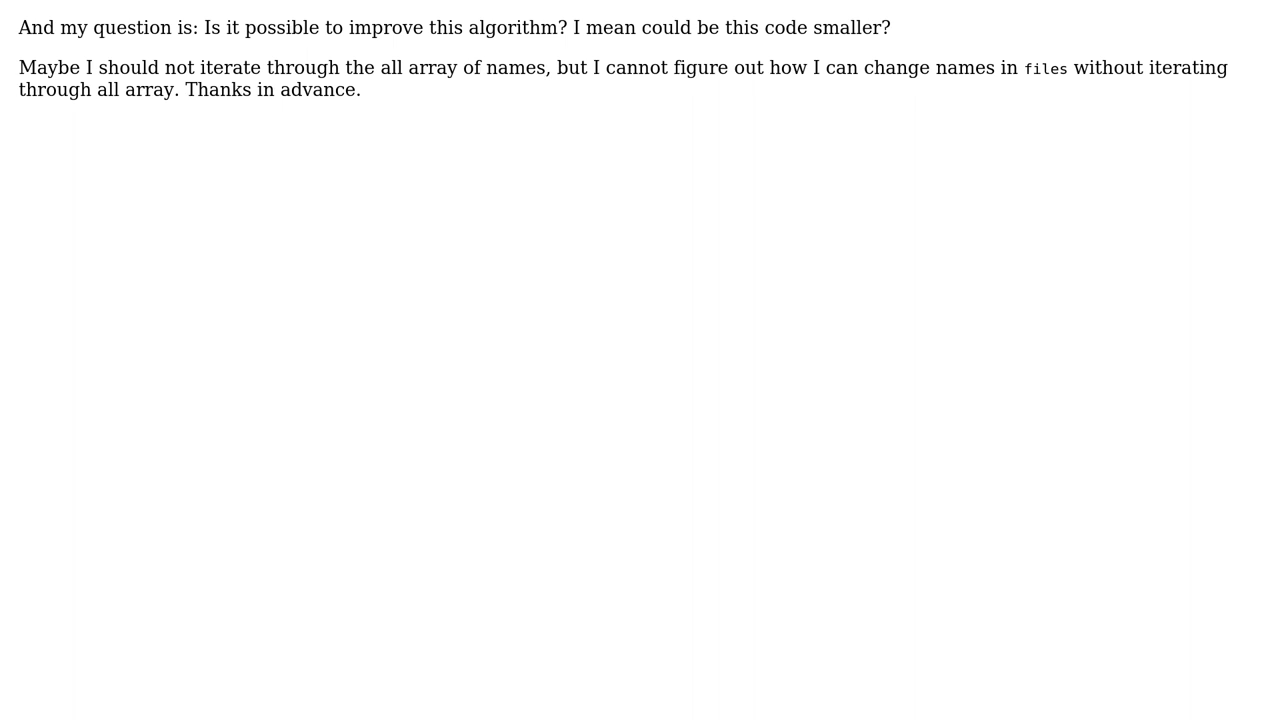 And my question is: Is it possible to improve this algorithm? I mean could be this code smaller?
Maybe I should not iterate through the all array of names, but I cannot figure out how I can change names in files without iterating
through all array. Thanks in advance.